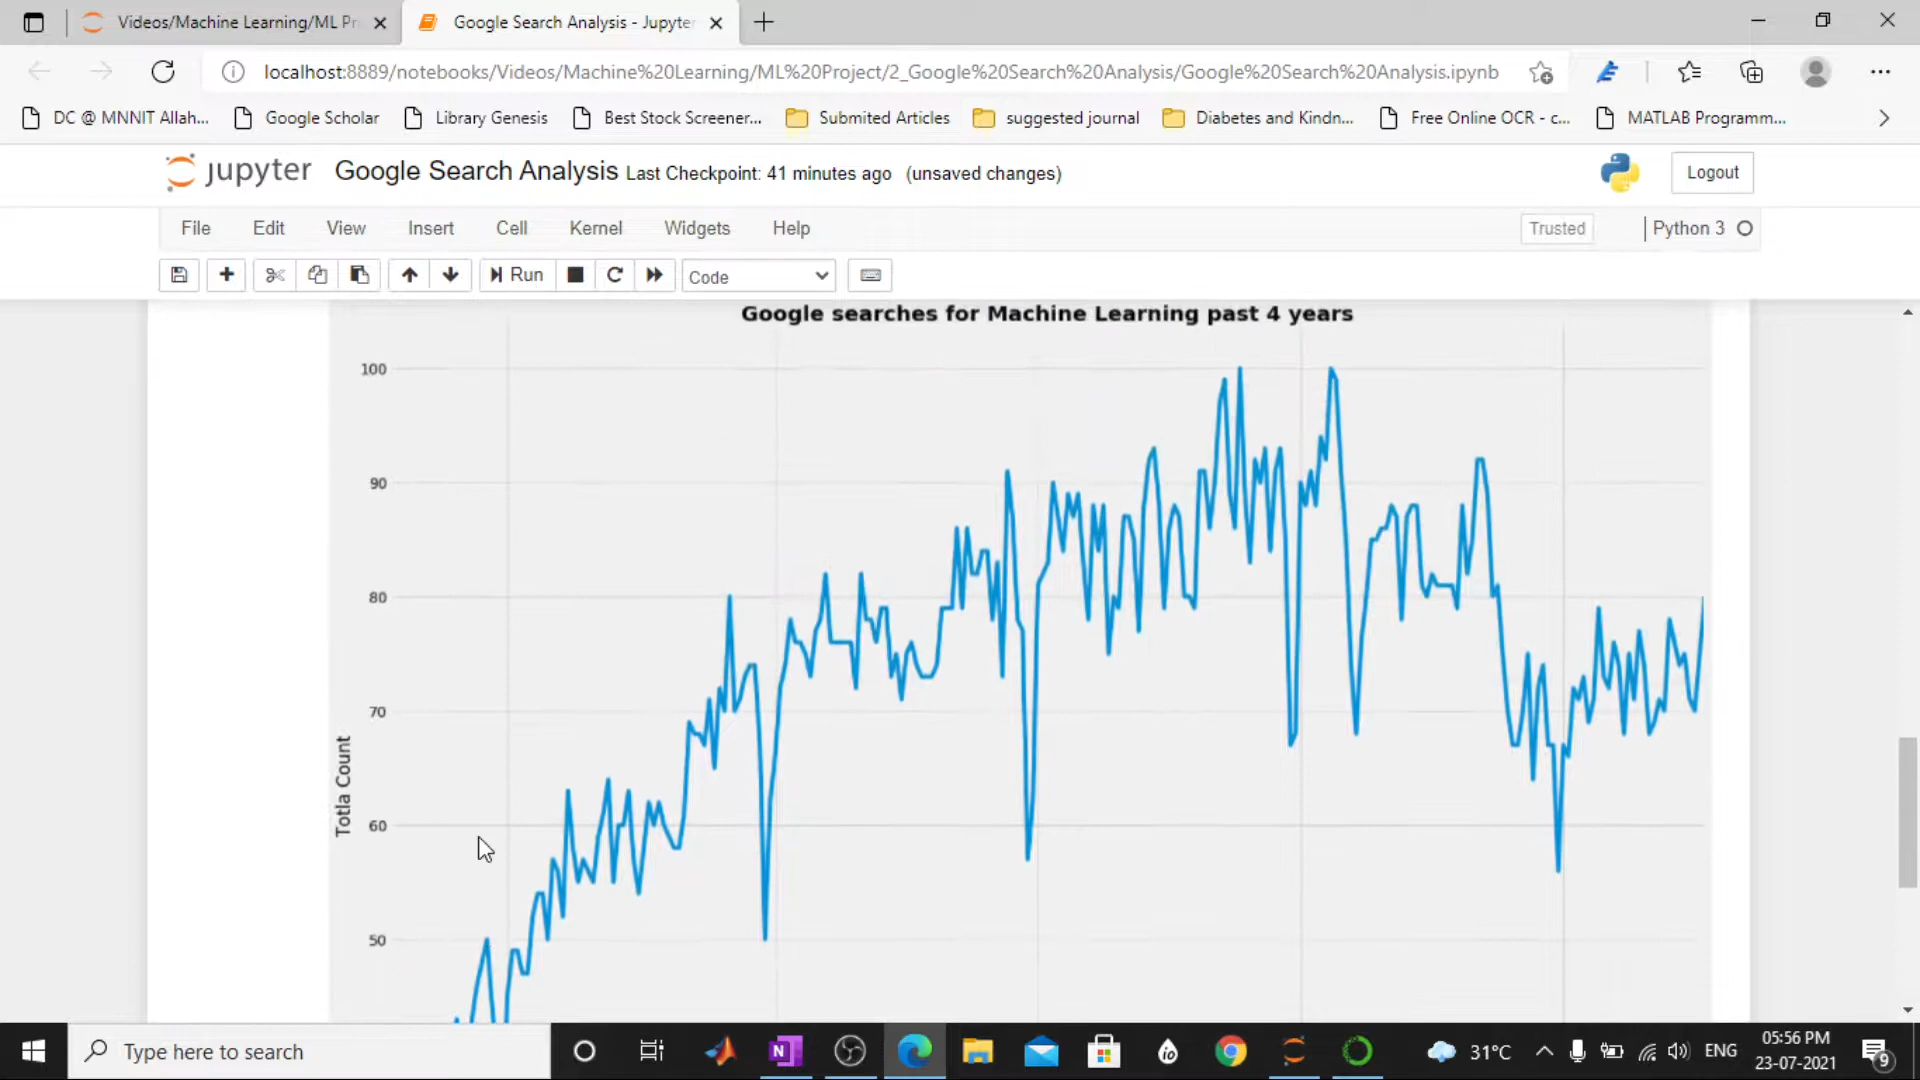 Videos/Machine Learning/ML Pr
Google Search Analysis - Jupyte
localhost:8889/notebooks/Videos/Machine%20Learning/ML%20Project/2_Google%20Search%20Analysis/Google%20Search%20Analysis.ipynb
DC @ MNNIT Allah... Google Scholar Library Genesis Best Stock Screener... Submited Articles suggested journal Diabetes and Kindn... Free Online OCR - c... MATLAB Programm...
jupyter Google Search Analysis Last Checkpoint: 41 minutes ago (unsaved changes) Logout
File Edit View Insert Cell Kernel Widgets Help Trusted Python 3
Run Code
Google searches for Machine Learning past 4 years
100
90
80
70
60
50
Totla Count
Type here to search
N
io
31°C
ENG
05:56 PM
23-07-2021
9